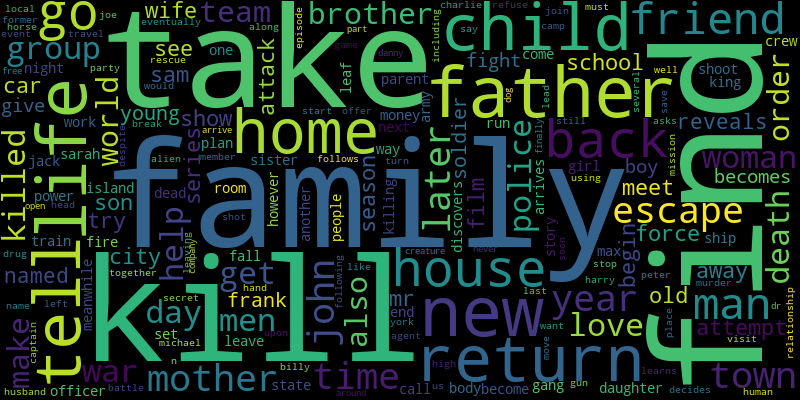 local
former
horse
joe
event
travel
go
wife
team
group
see
night
sam
one
party
free
take
brother
child
charlie
refuse
join
camp
say
must
friend
episode
part
along
game
danny
including
crew
car
rescue
would
leaf
attack
parent
fight
come
school
father
well
shoot
king
order
give
world
young
show
start
offer
money
army
dog
lead
several
save
asks
reveals
work
break
plan
home
next
run
finally
still
back
mission
woman
jack
sarah
despite
arrive
member
sister
follows
turn
way
soldier
police
girl
boy
becomes
killed
life
alien
series
island
power
son
dead
room
using
meet
open
head
try
shot
however
another
people
family
season
killing
later
discovers
film
arrives
escape
find
death
train
fire
help
city
named
drug
tell
meanwhile
together
leaving
company
fall
get
hand
creature
never
like
house
story
soon
max
stop
begin
force
ship
away
peter
murder
dr
kill
day
secret
frank
john
following
also
mr
end
york
agent
last
new
want
harry
year
old
man
love
place
attempt
visit
relationship
name
left
make
captain
set
michael
men
leave
upon
n
war
battle
husband
officer
mother
state
billy
time
around
call
us
high
return
body
become
move
gang
gun
daughter
learns
decides
town
human
eventually